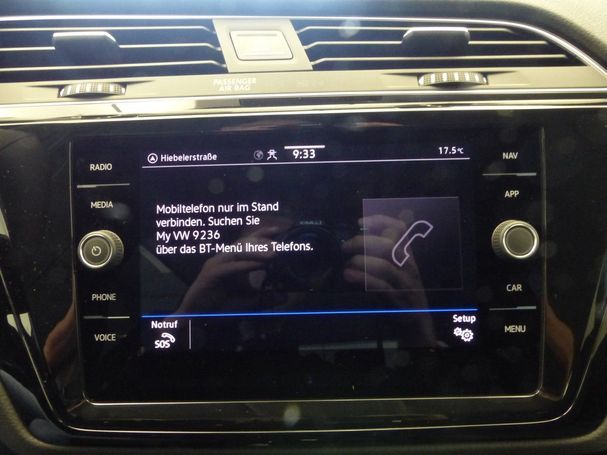 PASSENGER
AIR BAG
RADIO
MEDIA
PHONE
VOICE
NAV
APP
CAR
MENU
Hiebelerstraße
9:33
17.5°C
Mobiltelefon nur im Stand
verbinden. Suchen Sie
My VW 9236
über das BT-Menü Ihres Telefons.
Notruf
SOS
Setup